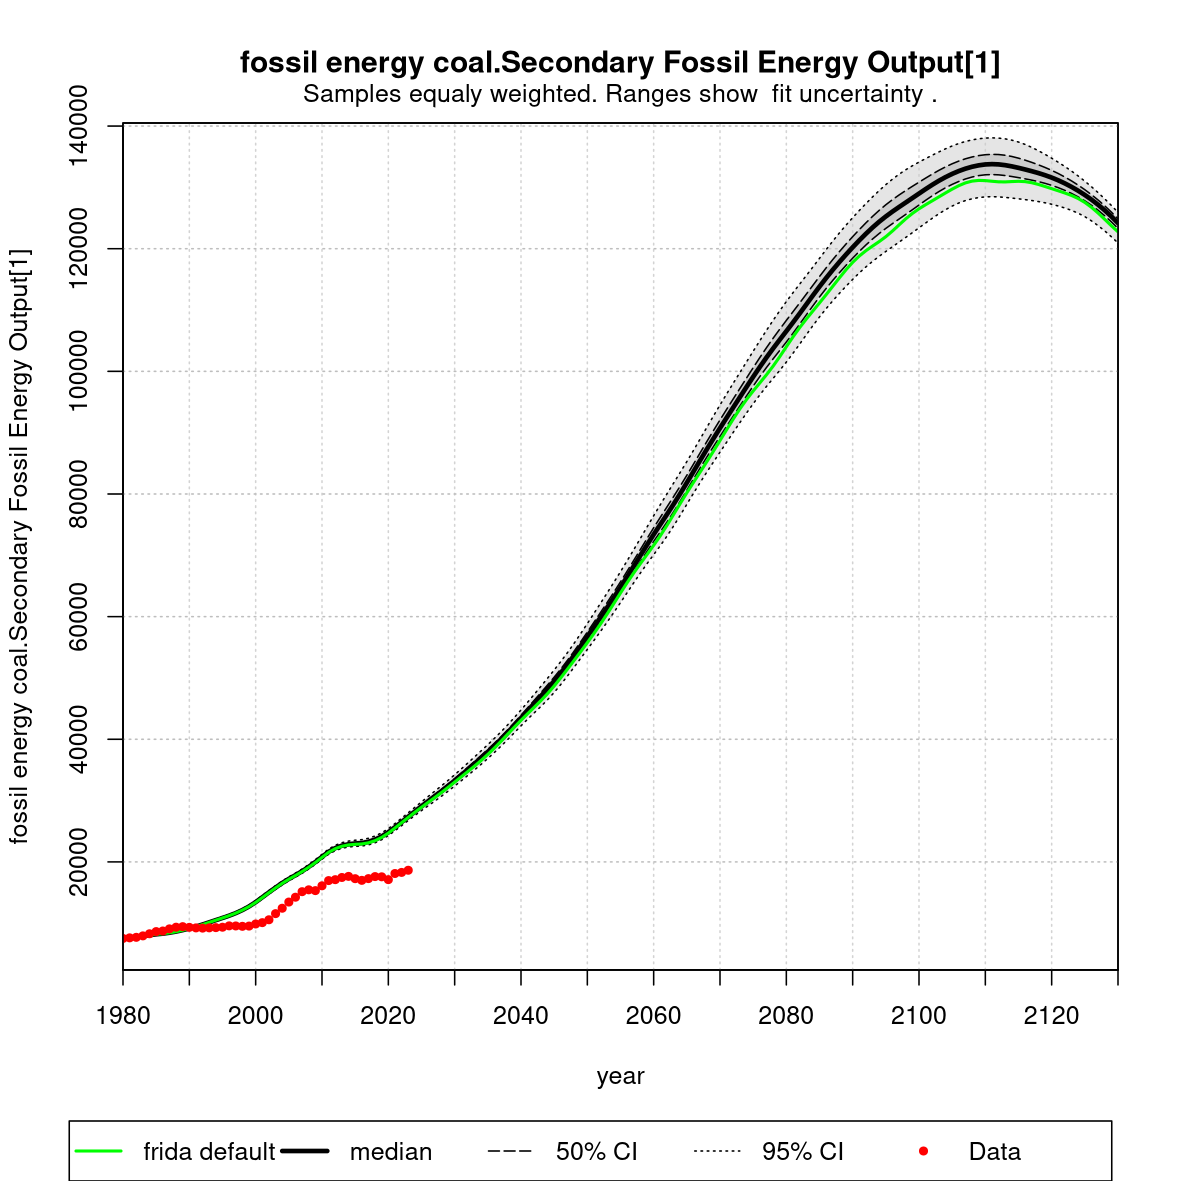 fossil energy coal.Secondary Fossil Energy Output[1]
Samples equaly weighted. Ranges show  fit uncertainty .
fossil energy coal.Secondary Fossil Energy Output[1]
140000
120000
100000
80000
60000
40000
20000
1980 2000 2020 2040 2060 2080 2100 2120
year
frida default median 50% CI 95% CI Data